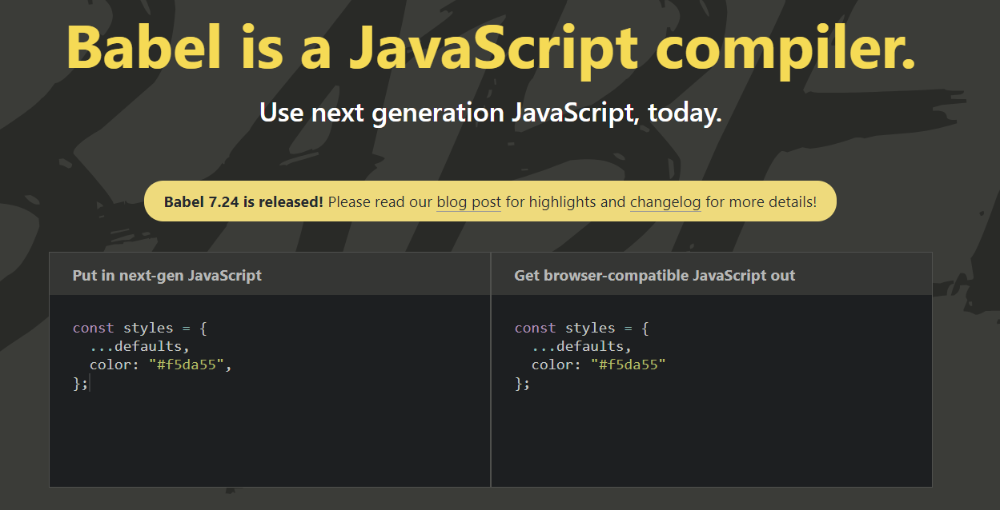 Babel is a JavaScript compiler.
Use next generation JavaScript, today.
Babel 7.24 is released! Please read our blog post for highlights and changelog for more details!
Put in next-gen JavaScript
const styles = {
  ...defaults,
  color: "#f5da55",
};
Get browser-compatible JavaScript out
const styles = {
  ...defaults,
  color: "#f5da55"
};